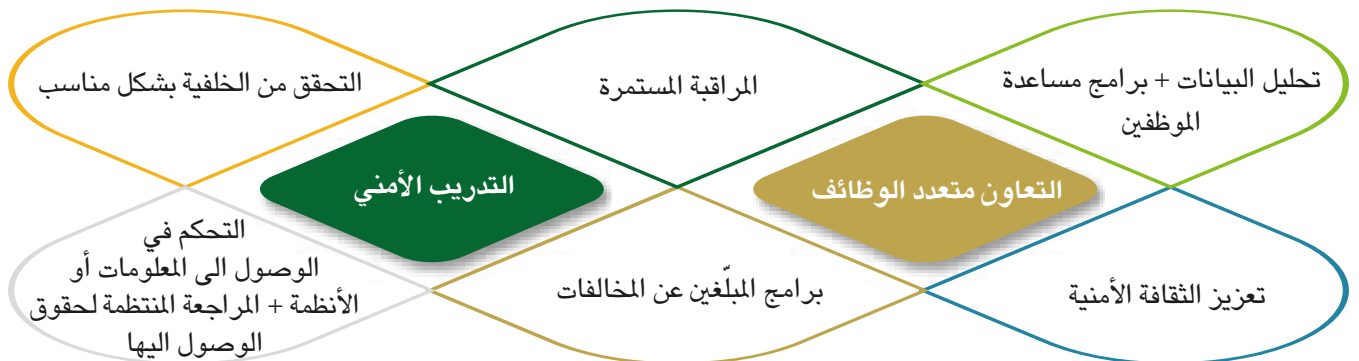 تحليل البيانات + برامج مساعدة
الموظفين
المراقبة المستمرة
التحقق من الخلفية بشكل مناسب
التعاون متعدد الوظائف
التدريب الأمني
تعزيز الثقافة الأمنية
برامج المبلّغين عن المخالفات
التحكم في
الوصول الى المعلومات أو
الأنظمة + المراجعة المنتظمة لحقوق
الوصول اليها